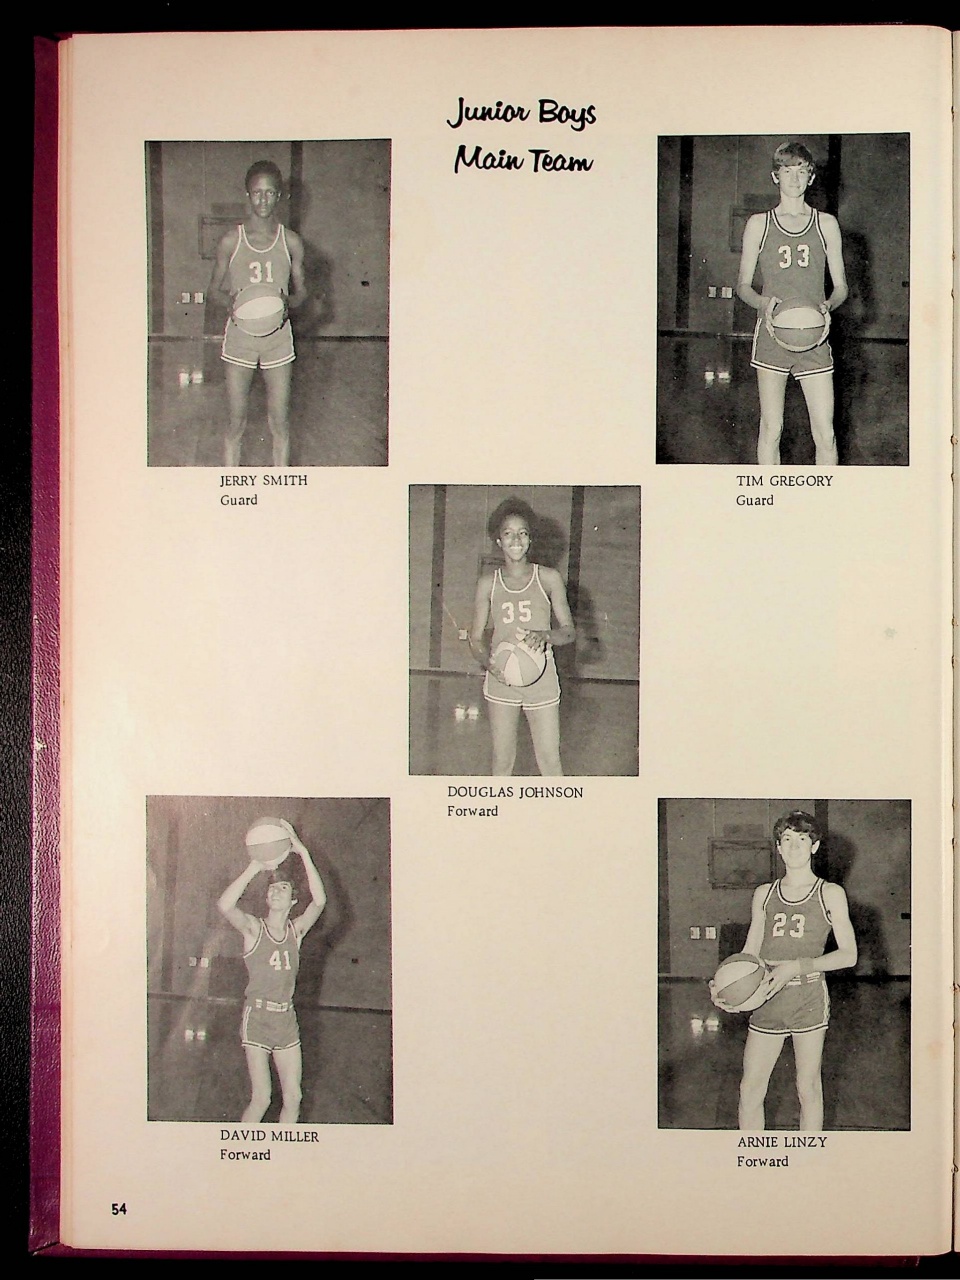 Junior Boys
Main Team
31
33
JERRY SMITH
Guard
TIM GREGORY
Guard
35
DOUGLAS JOHNSON
Forward
41
23
DAVID MILLER
Forward
ARNIE LINZY
Forward
54